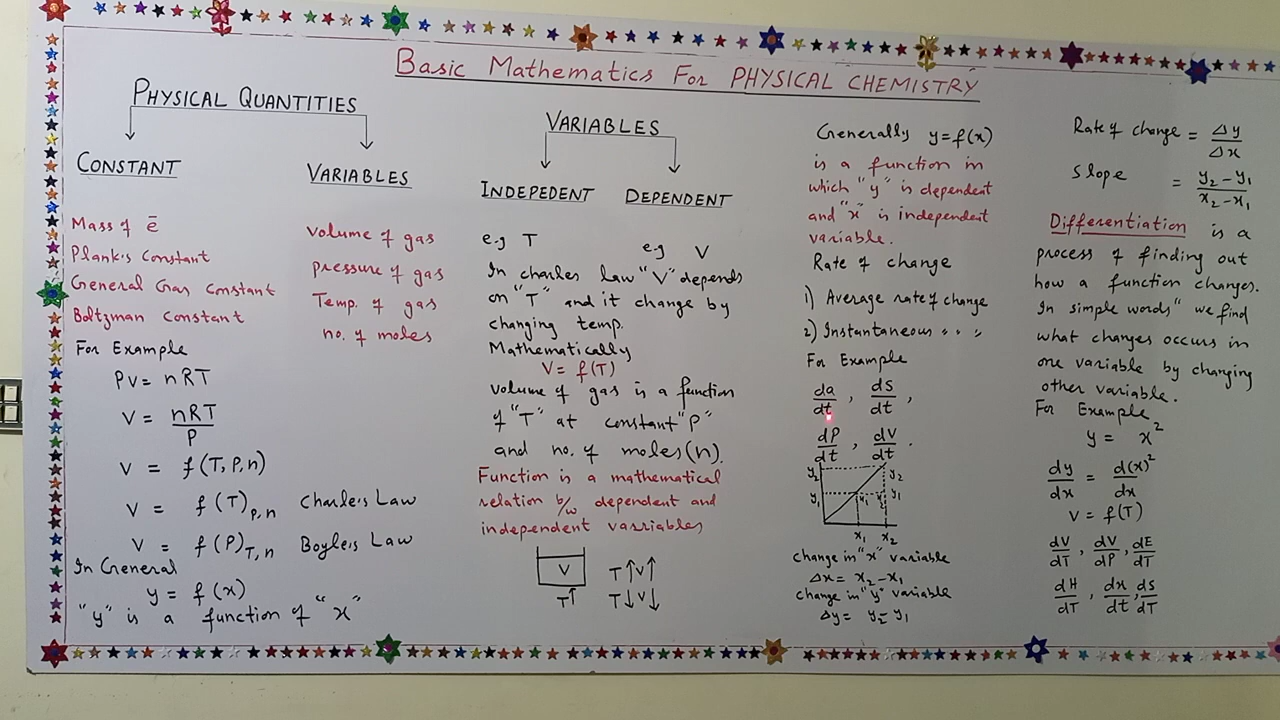 Basic Mathematics For PHYSICAL CHEMISTRY
PHYSICAL QUANTITIES
CONSTANT
Mass of ē
Plank's Constant
General Gas constant
Boltzman constant
VARIABLES
volume of gas
pressure of gas
Temp. of gas
no. of moles
For Example
PV = nRT
V = nRT/P
V = f(T, P, n)
V = f(T)P,n Charle's Law
V = f(P)T,n Boyle's Law
In General
y = f(x)
"y" is a function of "x"
VARIABLES
INDEPEDENT
DEPENDENT
e.g T
e.g V
In charles law "V" depends
on "T" and it change by
changing temp.
Mathematically
V = f(T)
volume of gas is a function
of "T" at constant "P"
and no. of moles (n).
Function is a mathematical
relation b/w dependent and
independent varsiables
V
T↑
T↑V↑
T↓V↓
Generally y = f(x)
is a function in
which "y" is dependent
and "x" is independent
variable.
Rate of change
1) Average rate of change
2) Instantaneous " " "
For Example
da/dt , ds/dt ,
dP/dt , dV/dt .
y2 y2
y1 y1
x1 x2
change in "x" variable
Δx = x2-x1
change in "y" variable
Δy = y2-y1
Rate of change = Δy/Δx
Slope = y2-y1/x2-x1
Differentiation is a
process of finding out
how a function changes.
In simple words "we find
what changes occurs in
one variable by changing
other variable.
For Example
y = x²
dy/dx = d(x)²/dx
V = f(T)
dV/dT , dV/dP , dE/dT
dH/dT , dx/dt , ds/dT